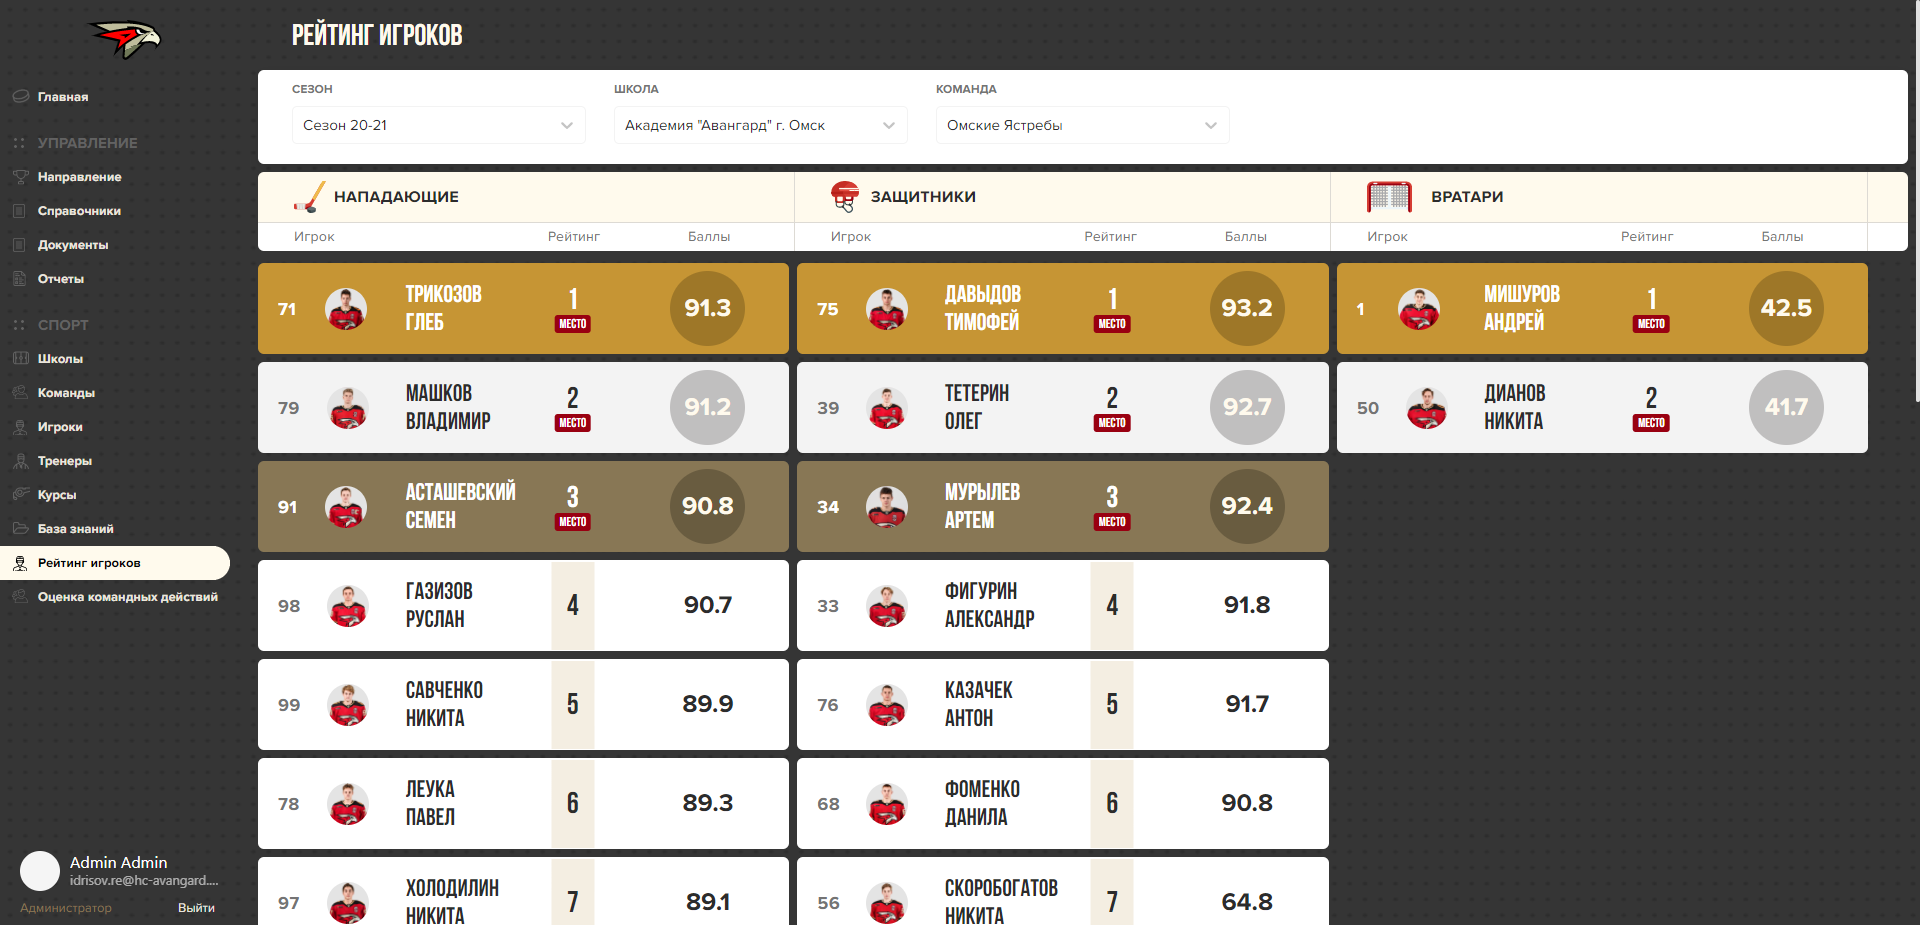 РЕЙТИНГ ИГРОКОВ
Главная
УПРАВЛЕНИЕ
Направление
Справочники
Документы
Отчеты
СПОРТ
Школы
Команды
Игроки
Тренеры
Курсы
База знаний
Рейтинг игроков
Оценка командных действий
Admin Admin
idrisov.re@hc-avangard....
Администратор Выйти
СЕЗОН ШКОЛА КОМАНДА
Сезон 20-21 Академия "Авангард" г. Омск Омские Ястребы
НАПАДАЮЩИЕ ЗАЩИТНИКИ ВРАТАРИ
Игрок Рейтинг Баллы Игрок Рейтинг Баллы Игрок Рейтинг Баллы
71 ТРИКОЗОВ ГЛЕБ 1 МЕСТО 91.3
75 ДАВЫДОВ ТИМОФЕЙ 1 МЕСТО 93.2
1 МИШУРОВ АНДРЕЙ 1 МЕСТО 42.5
79 МАШКОВ ВЛАДИМИР 2 МЕСТО 91.2
39 ТЕТЕРИН ОЛЕГ 2 МЕСТО 92.7
50 ДИАНОВ НИКИТА 2 МЕСТО 41.7
91 АСТАШЕВСКИЙ СЕМЕН 3 МЕСТО 90.8
34 МУРЫЛЕВ АРТЕМ 3 МЕСТО 92.4
98 ГАЗИЗОВ РУСЛАН 4 90.7
33 ФИГУРИН АЛЕКСАНДР 4 91.8
99 САВЧЕНКО НИКИТА 5 89.9
76 КАЗАЧЕК АНТОН 5 91.7
78 ЛЕУКА ПАВЕЛ 6 89.3
68 ФОМЕНКО ДАНИЛА 6 90.8
97 ХОЛОДИЛИН НИКИТА 7 89.1
56 СКОРОБОГАТОВ НИКИТА 7 64.8